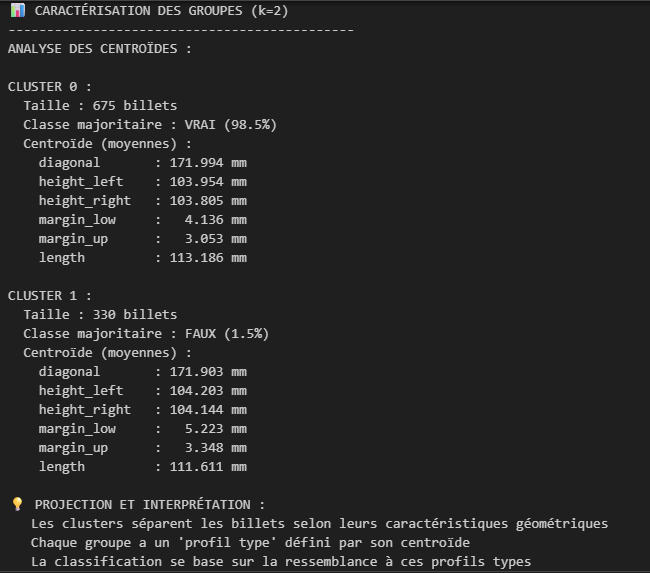 📊 CARACTÉRISATION DES GROUPES (k=2)
---------------------------------------------
ANALYSE DES CENTROÏDES :
CLUSTER 0 :
Taille : 675 billets
Classe majoritaire : VRAI (98.5%)
Centroïde (moyennes) :
diagonal : 171.994 mm
height_left : 103.954 mm
height_right : 103.805 mm
margin_low : 4.136 mm
margin_up : 3.053 mm
length : 113.186 mm
CLUSTER 1 :
Taille : 330 billets
Classe majoritaire : FAUX (1.5%)
Centroïde (moyennes) :
diagonal : 171.903 mm
height_left : 104.203 mm
height_right : 104.144 mm
margin_low : 5.223 mm
margin_up : 3.348 mm
length : 111.611 mm
💡 PROJECTION ET INTERPRÉTATION :
Les clusters séparent les billets selon leurs caractéristiques géométriques
Chaque groupe a un 'profil type' défini par son centroïde
La classification se base sur la ressemblance à ces profils types